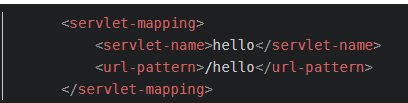 <servlet-mapping>
<servlet-name>hello</servlet-name>
<url-pattern>/hello</url-pattern>
</servlet-mapping>